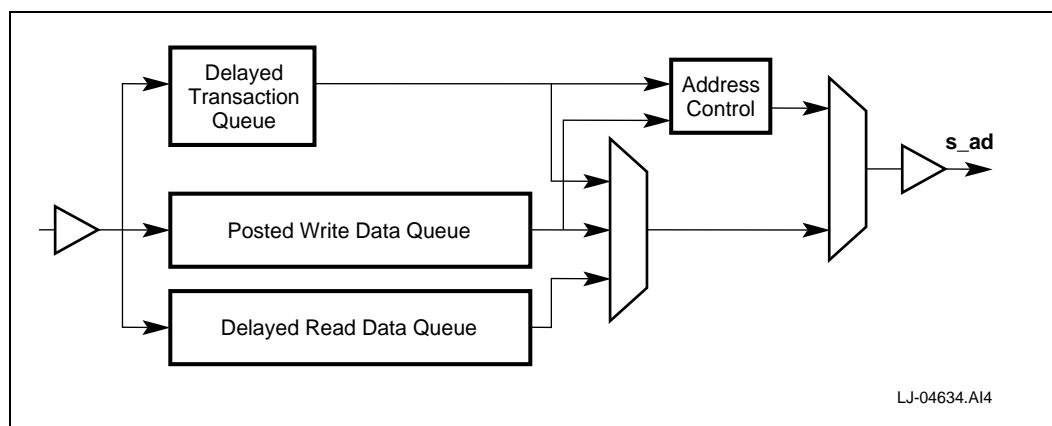 Delayed
Transaction
Queue
Address
Control
s_ad
Posted Write Data Queue
Delayed Read Data Queue
LJ-04634.AI4